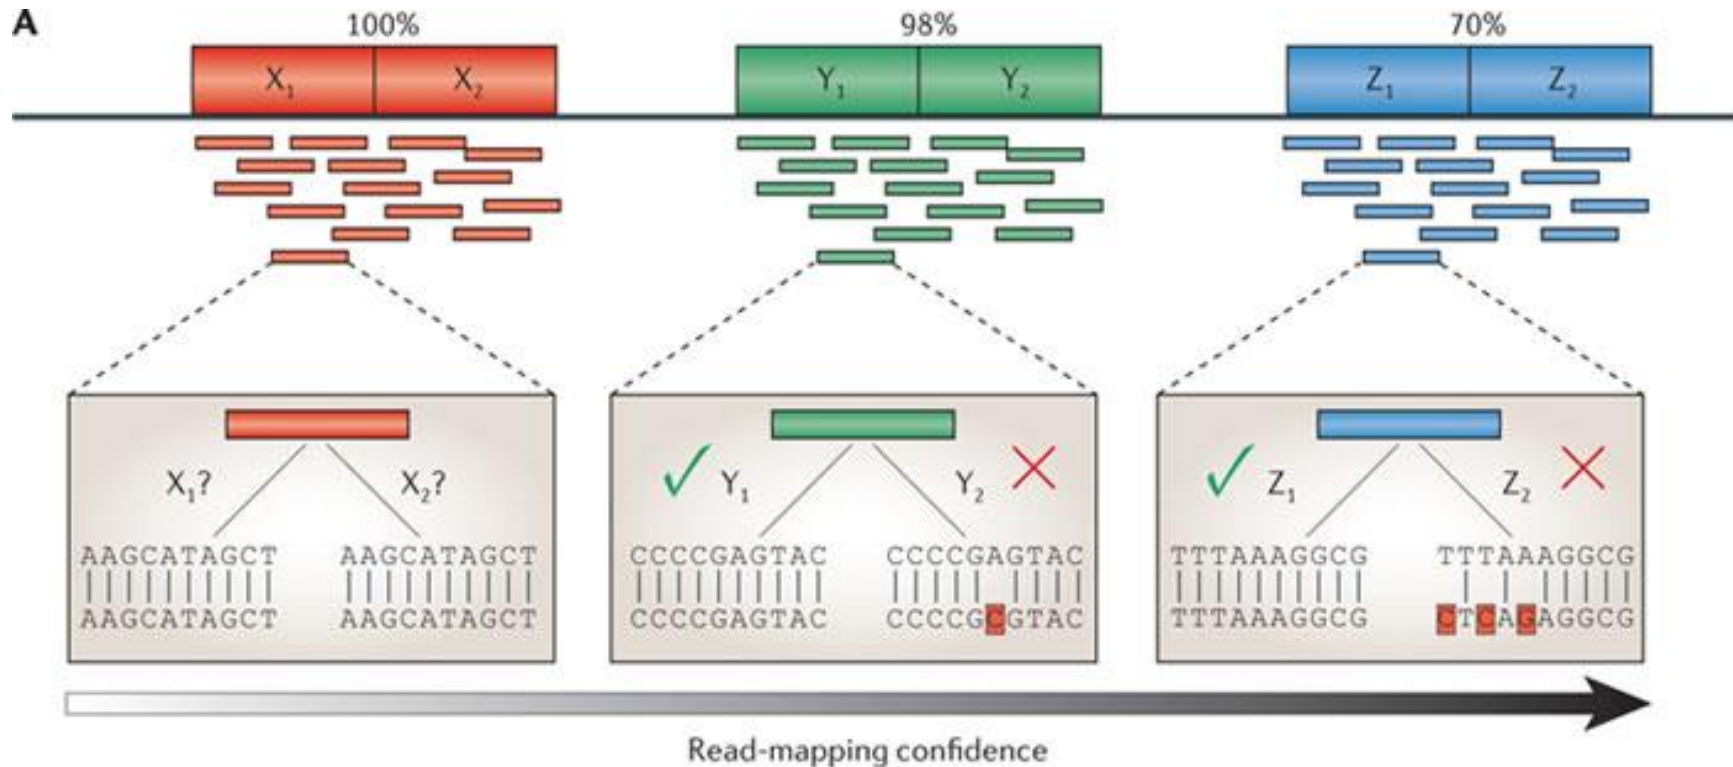 A
100% 98% 70%
X₁ X₂ Y₁ Y₂ Z₁ Z₂
X₁? X₂? Y₁ Y₂ Z₁ Z₂
AAGCATAGCT AAGCATAGCT CCCCGAGTAC CCCCGAGTAC TTTAAAGGCG TTTAAAGGCG
AAGCATAGCT AAGCATAGCT CCCCGAGTAC CCCCGCGTAC TTTAAAGGCG CTCAGAGGCG
Read-mapping confidence